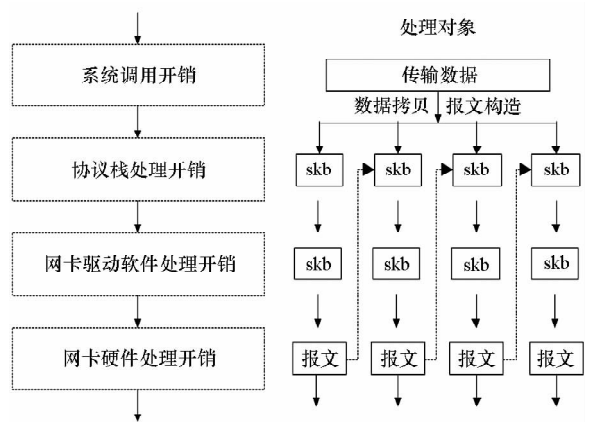 处理对象
系统调用开销
传输数据
数据拷贝 报文构造
协议栈处理开销
skb skb skb skb
网卡驱动软件处理开销
skb skb skb skb
网卡硬件处理开销
报文 报文 报文 报文